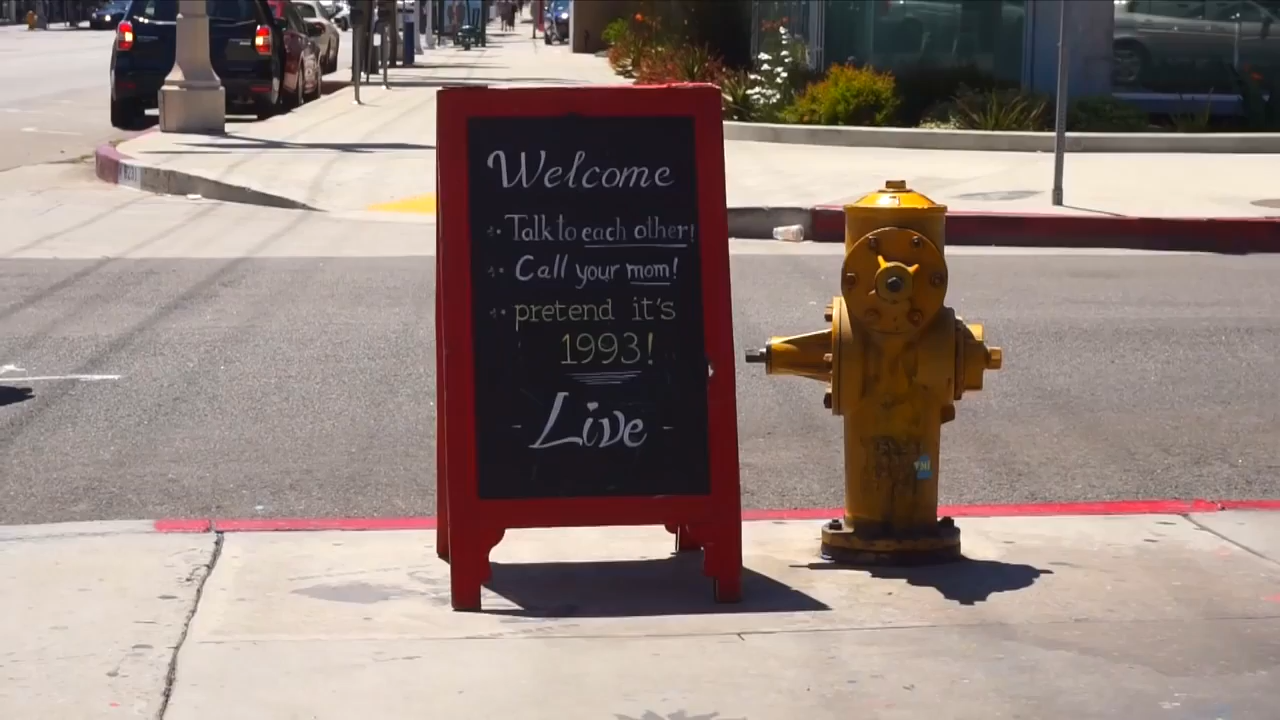 Welcome
Talk to each other!
Call your mom!
pretend it's
1993!
- Live -